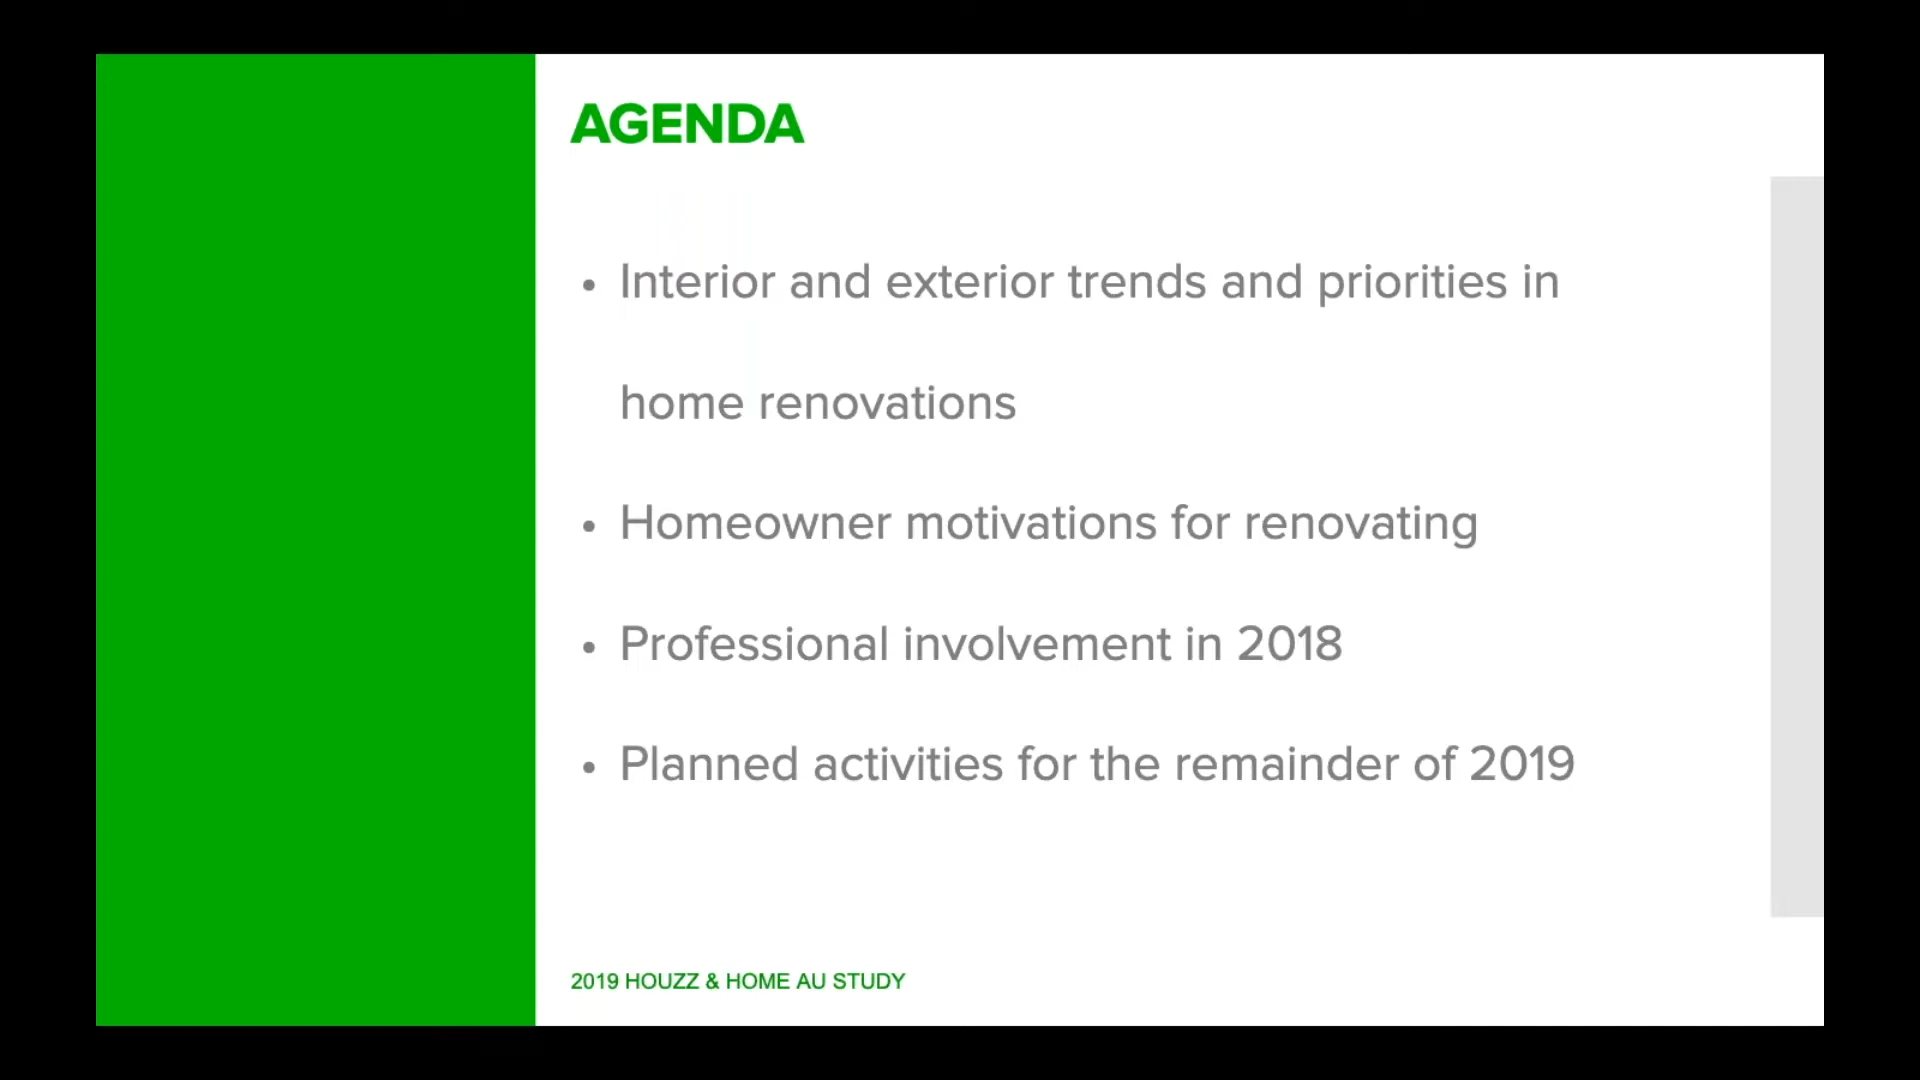 AGENDA
• Interior and exterior trends and priorities in
home renovations
• Homeowner motivations for renovating
• Professional involvement in 2018
• Planned activities for the remainder of 2019
2019 HOUZZ & HOME AU STUDY